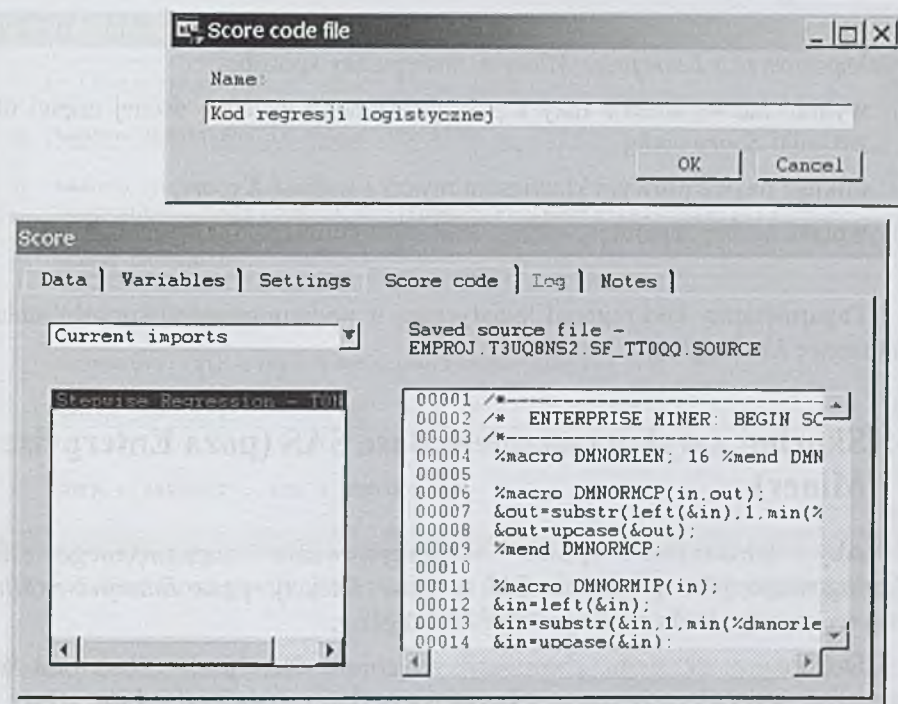 Score code file
Name:
Kod regresji logistycznej
OK Cancel
Score
Data Variables Settings Score code Log Notes
Current imports
Saved source file -
EMPROJ.T3UQ8NS2.SF_TT0QQ.SOURCE
Stepwise Regression - T0N
00001 /*
00002 /* ENTERPRISE MINER: BEGIN SC
00003 /*
00004 %macro DMNORLEN; 16 %mend DMN
00005
00006 %macro DMNORMCP(in,out);
00007 &out=substr(left(&in),1,min(%
00008 &out=upcase(&out);
00009 %mend DMNORMCP;
00010
00011 %macro DMNORMIP(in);
00012 &in=left(&in);
00013 &in=substr(&in,1,min(%dmnorle
00014 &in=upcase(&in);